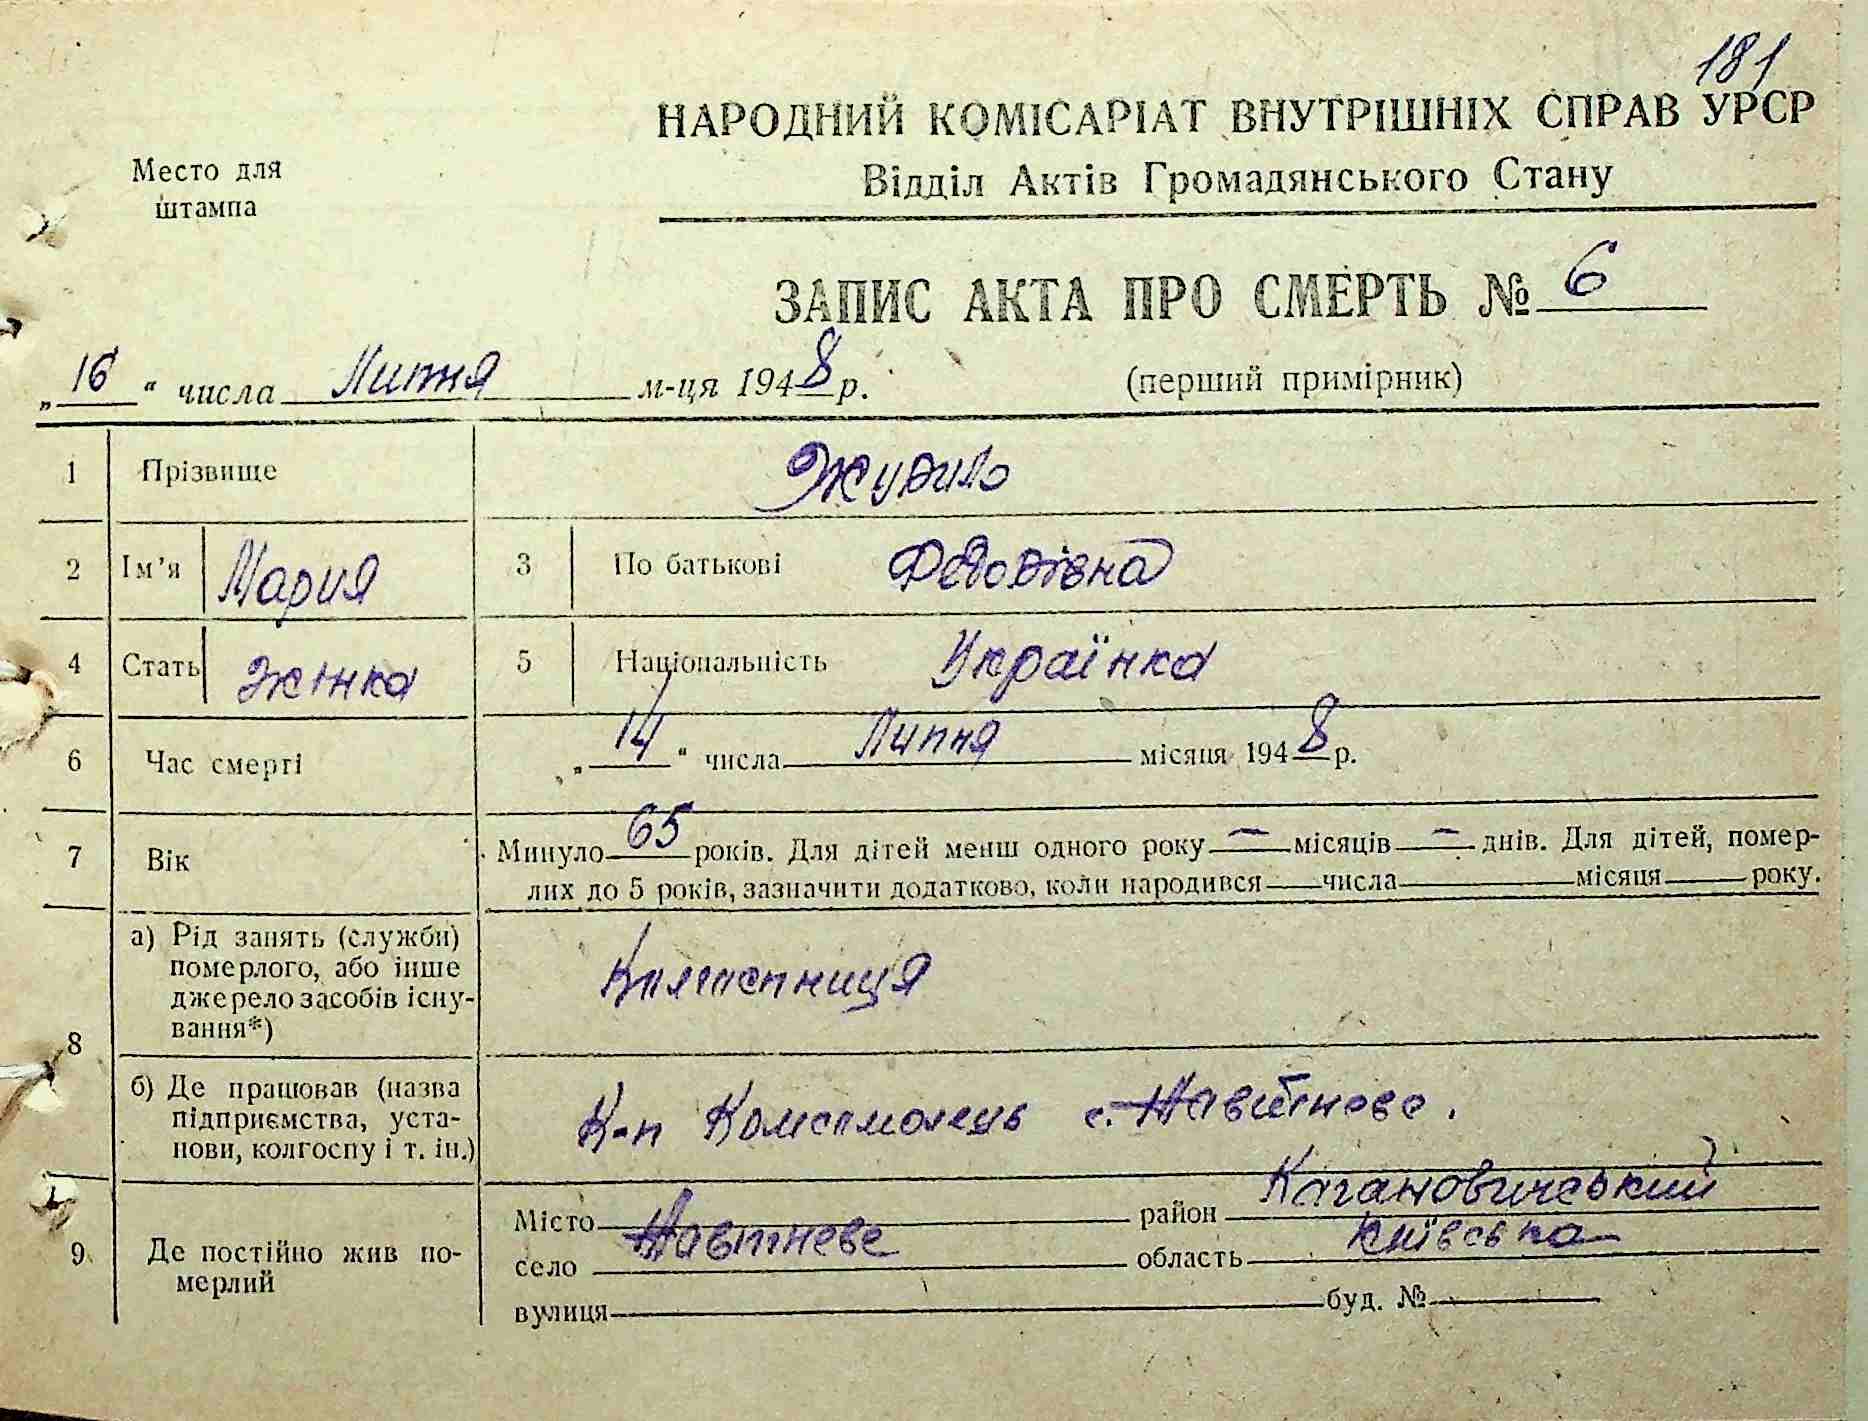 181
НАРОДНИЙ КОМІСАРІАТ ВНУТРІШНІХ СПРАВ УРСР
Место для штампа
Відділ Актів Громадянського Стану
ЗАПИС АКТА ПРО СМЕРТЬ № 6
„16“ числа Липня м-ця 1948 р. (перший примірник)
1 Прізвище Жудило
2 Ім’я Мария 3 По батькові Федорівна
4 Стать Жінка 5 Національність Українка
6 Час смерті „14“ числа Липня місяця 1948 р.
7 Вік Минуло 65 років. Для дітей менш одного року — місяців — днів. Для дітей, помер-
лих до 5 років, зазначити додатково, коли народився числа місяця року.
8 а) Рід занять (служби)
померлого, або інше
джерело засобів існу-
вання*)
Колгоспниця
б) Де працював (назва
підприємства, уста-
нови, колгоспу і т. ін.)
К-п Комсомолець с. Жавтнево.
9 Де постійно жив по-
мерлий
Місто район Кагановичський
село Жавтневе область Київська
вулиця буд. №